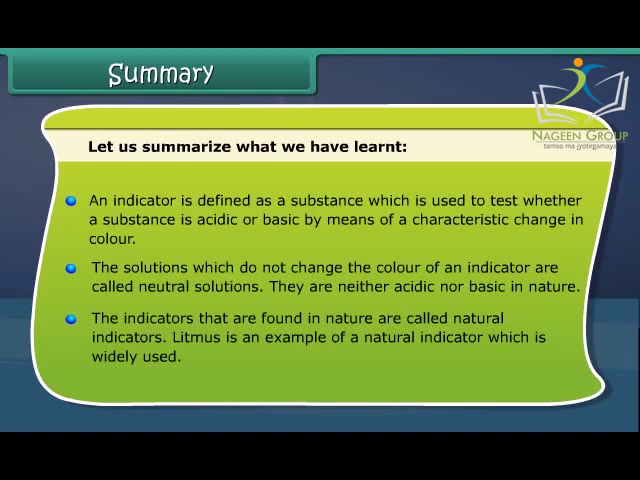 Summary
NAGEEN GROUP
tamso ma jyotirgamaya
Let us summarize what we have learnt:
An indicator is defined as a substance which is used to test whether
a substance is acidic or basic by means of a characteristic change in
colour.
The solutions which do not change the colour of an indicator are
called neutral solutions. They are neither acidic nor basic in nature.
The indicators that are found in nature are called natural
indicators. Litmus is an example of a natural indicator which is
widely used.